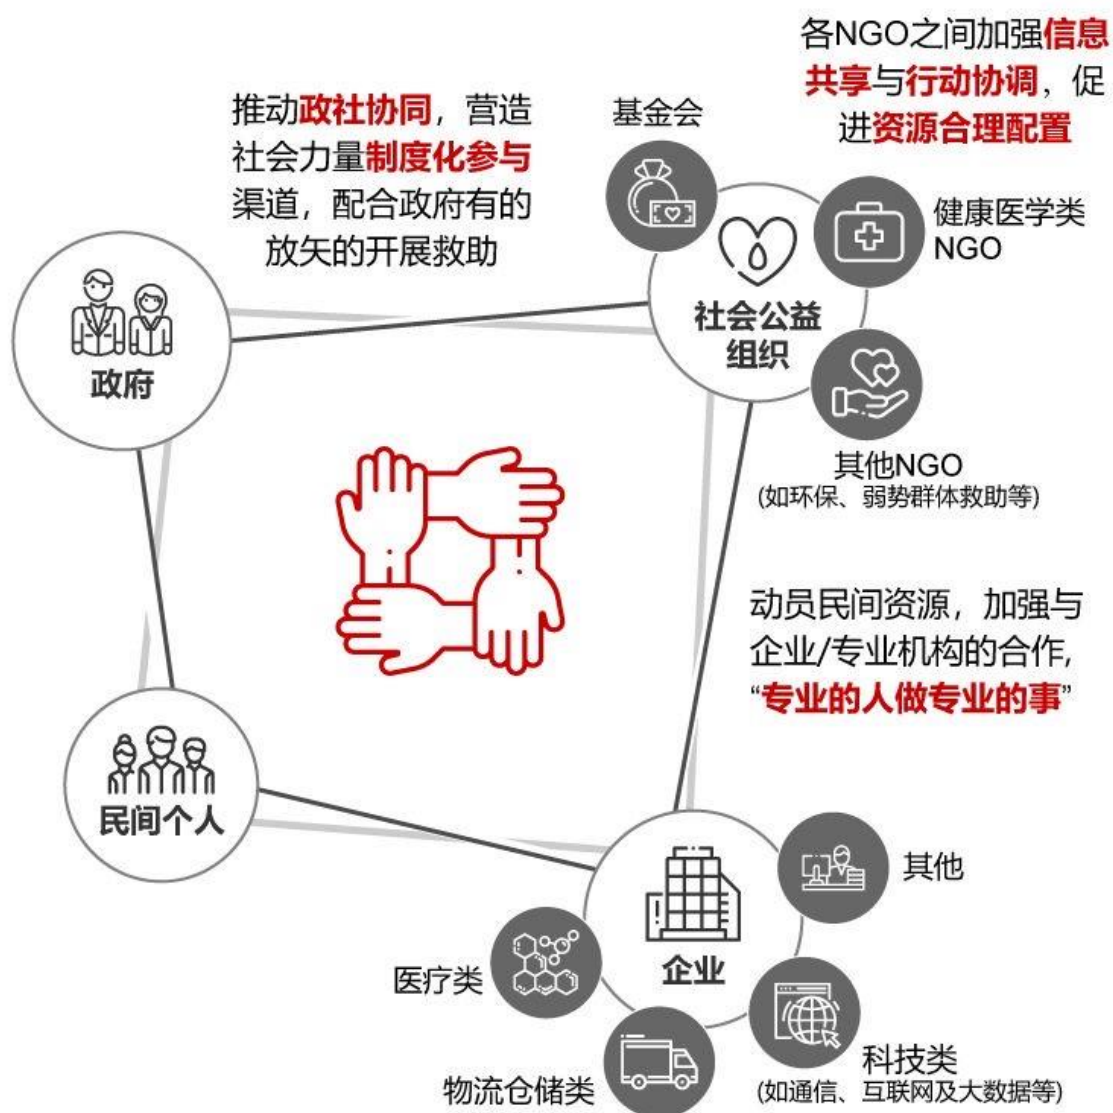 各NGO之间加强信息
共享与行动协调，促
进资源合理配置
推动政社协同，营造
社会力量制度化参与
渠道，配合政府有的
放矢的开展救助
基金会
健康医学类
NGO
社会公益
组织
政府
其他NGO
(如环保、弱势群体救助等)
动员民间资源，加强与
企业/专业机构的合作,
“专业的人做专业的事”
民间个人
其他
企业
医疗类
科技类
(如通信、互联网及大数据等)
物流仓储类